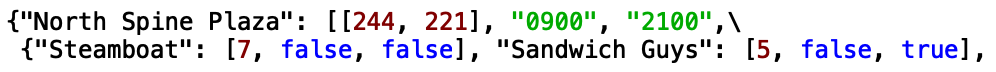 {"North Spine Plaza": [[244, 221], "0900", "2100",\
{"Steamboat": [7, false, false], "Sandwich Guys": [5, false, true],